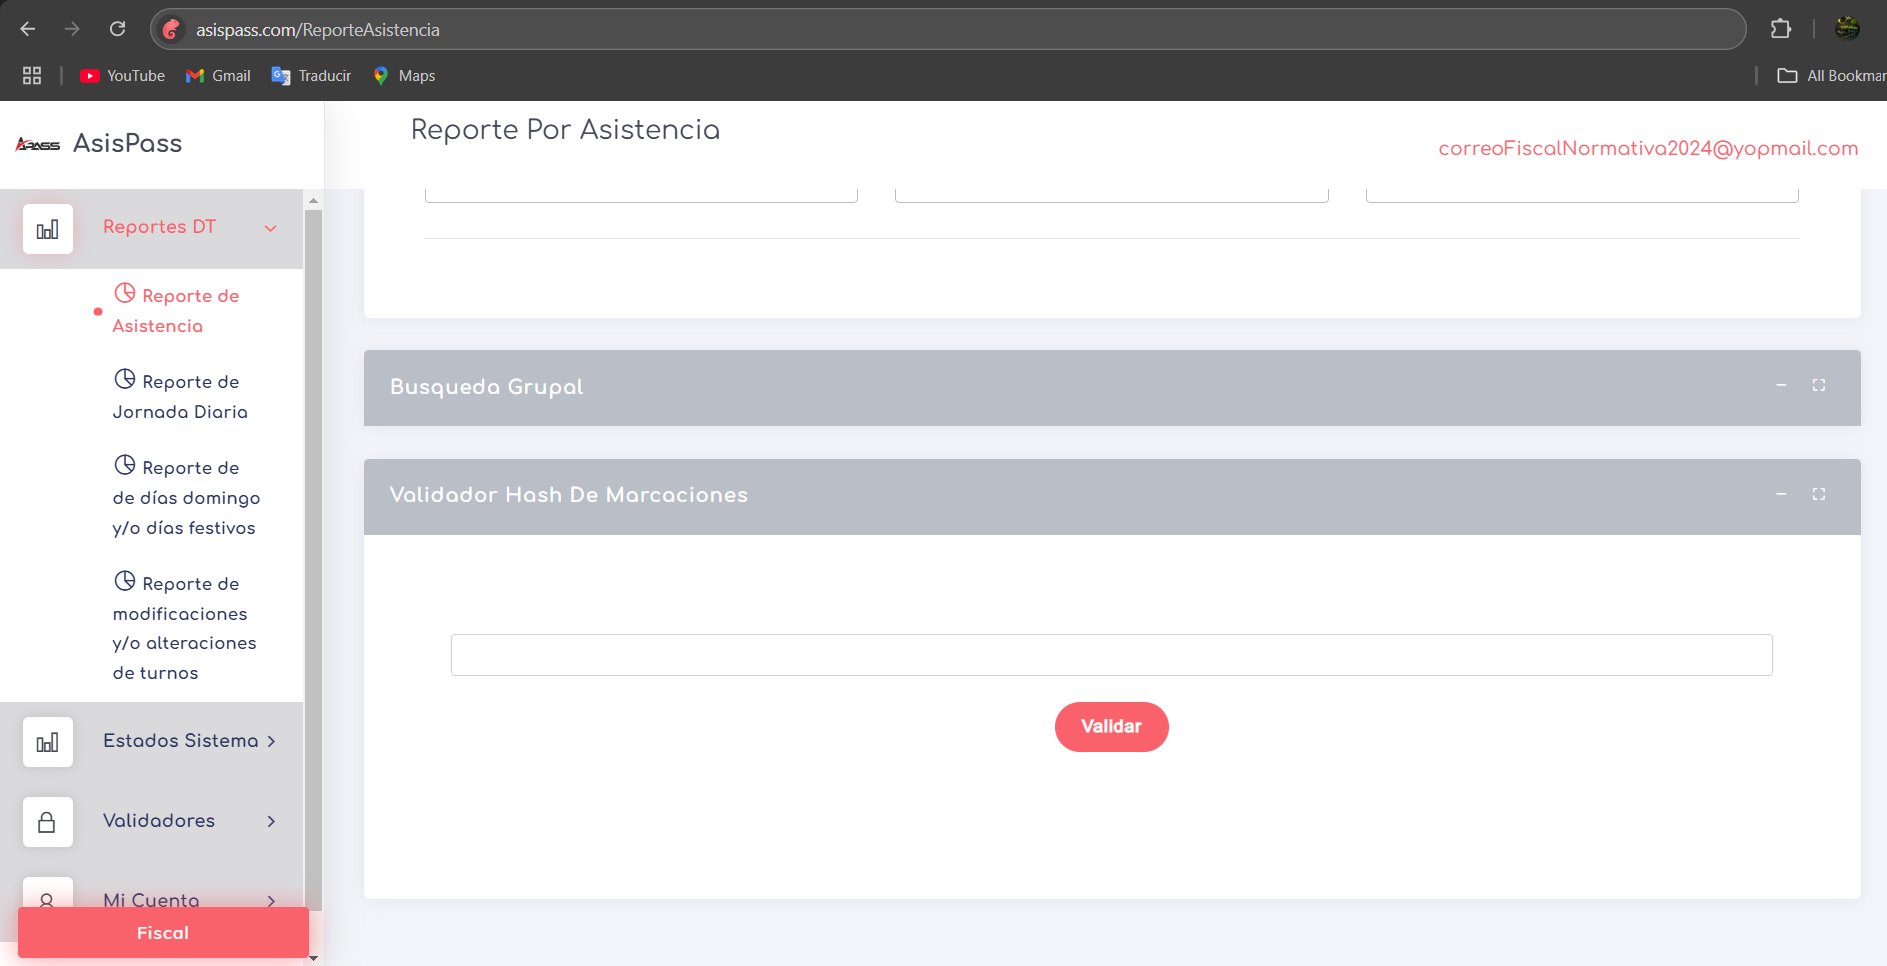 asispass.com/ReporteAsistencia
YouTube
Gmail
Traducir
Maps
All Bookmar
APASS AsisPass
Reporte Por Asistencia
correoFiscalNormativa2024@yopmail.com
Reportes DT
Reporte de
Asistencia
Reporte de
Jornada Diaria
Reporte de
de días domingo
y/o días festivos
Reporte de
modificaciones
y/o alteraciones
de turnos
Estados Sistema
Validadores
Mi Cuenta
Fiscal
Busqueda Grupal
Validador Hash De Marcaciones
Validar